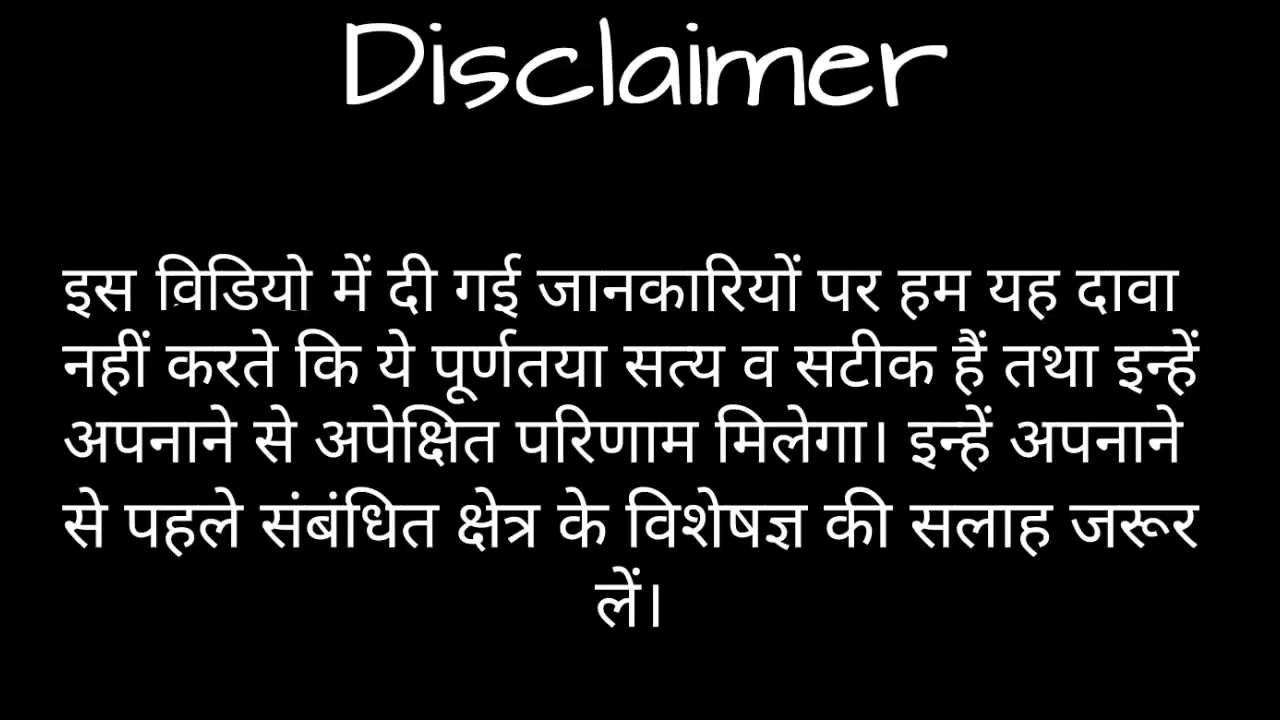 Disclaimer
इस विडियो में दी गई जानकारियों पर हम यह दावा
नहीं करते कि ये पूर्णतया सत्य व सटीक हैं तथा इन्हें
अपनाने से अपेक्षित परिणाम मिलेगा। इन्हें अपनाने
से पहले संबंधित क्षेत्र के विशेषज्ञ की सलाह जरूर
लें।